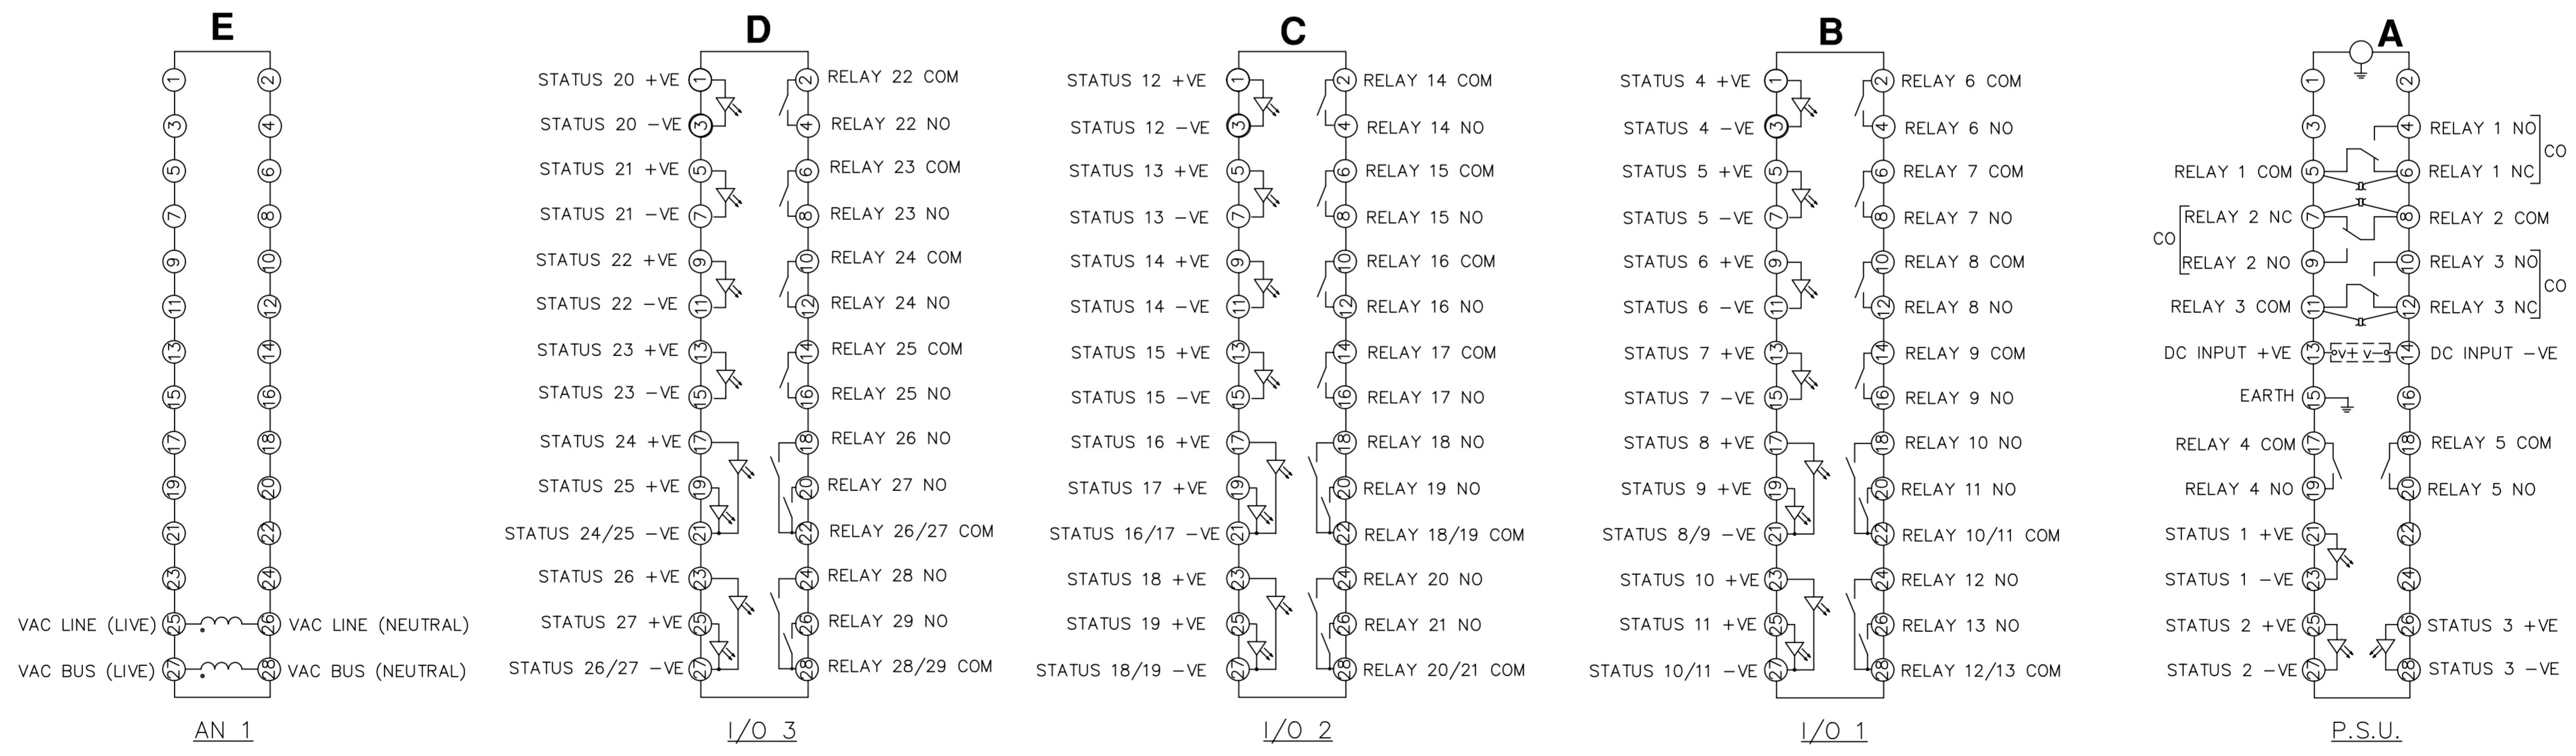 E
1 2
3 4
5 6
7 8
9 10
11 12
13 14
15 16
17 18
19 20
21 22
23 24
VAC LINE (LIVE) 25 26 VAC LINE (NEUTRAL)
VAC BUS (LIVE) 27 28 VAC BUS (NEUTRAL)
AN 1
D
STATUS 20 +VE 1 2 RELAY 22 COM
STATUS 20 −VE 3 4 RELAY 22 NO
STATUS 21 +VE 5 6 RELAY 23 COM
STATUS 21 −VE 7 8 RELAY 23 NO
STATUS 22 +VE 9 10 RELAY 24 COM
STATUS 22 −VE 11 12 RELAY 24 NO
STATUS 23 +VE 13 14 RELAY 25 COM
STATUS 23 −VE 15 16 RELAY 25 NO
STATUS 24 +VE 17 18 RELAY 26 NO
STATUS 25 +VE 19 20 RELAY 27 NO
STATUS 24/25 −VE 21 22 RELAY 26/27 COM
STATUS 26 +VE 23 24 RELAY 28 NO
STATUS 27 +VE 25 26 RELAY 29 NO
STATUS 26/27 −VE 27 28 RELAY 28/29 COM
I/O 3
C
STATUS 12 +VE 1 2 RELAY 14 COM
STATUS 12 −VE 3 4 RELAY 14 NO
STATUS 13 +VE 5 6 RELAY 15 COM
STATUS 13 −VE 7 8 RELAY 15 NO
STATUS 14 +VE 9 10 RELAY 16 COM
STATUS 14 −VE 11 12 RELAY 16 NO
STATUS 15 +VE 13 14 RELAY 17 COM
STATUS 15 −VE 15 16 RELAY 17 NO
STATUS 16 +VE 17 18 RELAY 18 NO
STATUS 17 +VE 19 20 RELAY 19 NO
STATUS 16/17 −VE 21 22 RELAY 18/19 COM
STATUS 18 +VE 23 24 RELAY 20 NO
STATUS 19 +VE 25 26 RELAY 21 NO
STATUS 18/19 −VE 27 28 RELAY 20/21 COM
I/O 2
B
STATUS 4 +VE 1 2 RELAY 6 COM
STATUS 4 −VE 3 4 RELAY 6 NO
STATUS 5 +VE 5 6 RELAY 7 COM
STATUS 5 −VE 7 8 RELAY 7 NO
STATUS 6 +VE 9 10 RELAY 8 COM
STATUS 6 −VE 11 12 RELAY 8 NO
STATUS 7 +VE 13 14 RELAY 9 COM
STATUS 7 −VE 15 16 RELAY 9 NO
STATUS 8 +VE 17 18 RELAY 10 NO
STATUS 9 +VE 19 20 RELAY 11 NO
STATUS 8/9 −VE 21 22 RELAY 10/11 COM
STATUS 10 +VE 23 24 RELAY 12 NO
STATUS 11 +VE 25 26 RELAY 13 NO
STATUS 10/11 −VE 27 28 RELAY 12/13 COM
I/O 1
A
1 2
3 4 RELAY 1 NO
CO
RELAY 1 COM 5 6 RELAY 1 NC
RELAY 2 NC 7 8 RELAY 2 COM
CO
RELAY 2 NO 9 10 RELAY 3 NO
CO
RELAY 3 COM 11 12 RELAY 3 NC
DC INPUT +VE 13 V+ V− 14 DC INPUT −VE
EARTH 15 16
RELAY 4 COM 17 18 RELAY 5 COM
RELAY 4 NO 19 20 RELAY 5 NO
STATUS 1 +VE 21 22
STATUS 1 −VE 23 24
STATUS 2 +VE 25 26 STATUS 3 +VE
STATUS 2 −VE 27 28 STATUS 3 −VE
P.S.U.